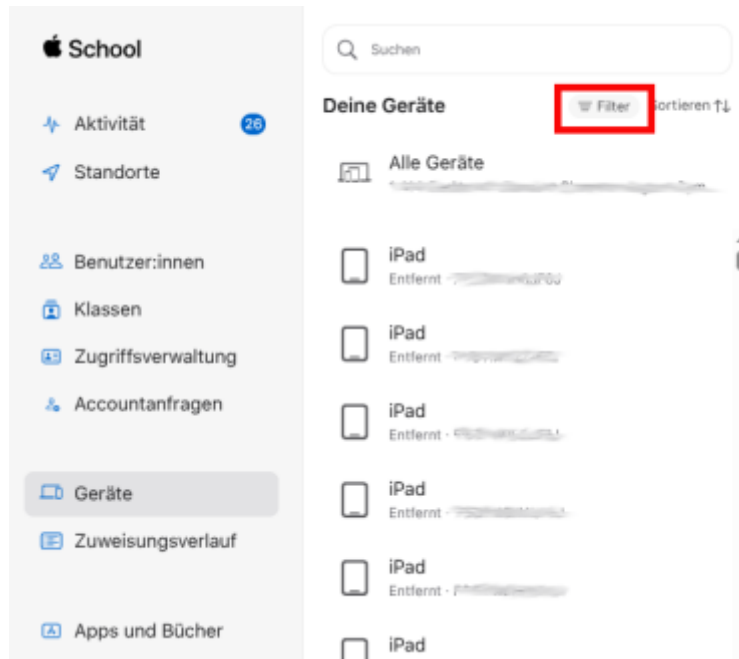 School
Aktivität 26
Standorte
Benutzer:innen
Klassen
Zugriffsverwaltung
Accountanfragen
Geräte
Zuweisungsverlauf
Apps und Bücher
Suchen
Deine Geräte Filter Sortieren
Alle Geräte
iPad
Entfernt ·
iPad
Entfernt ·
iPad
Entfernt ·
iPad
Entfernt ·
iPad
Entfernt ·
iPad